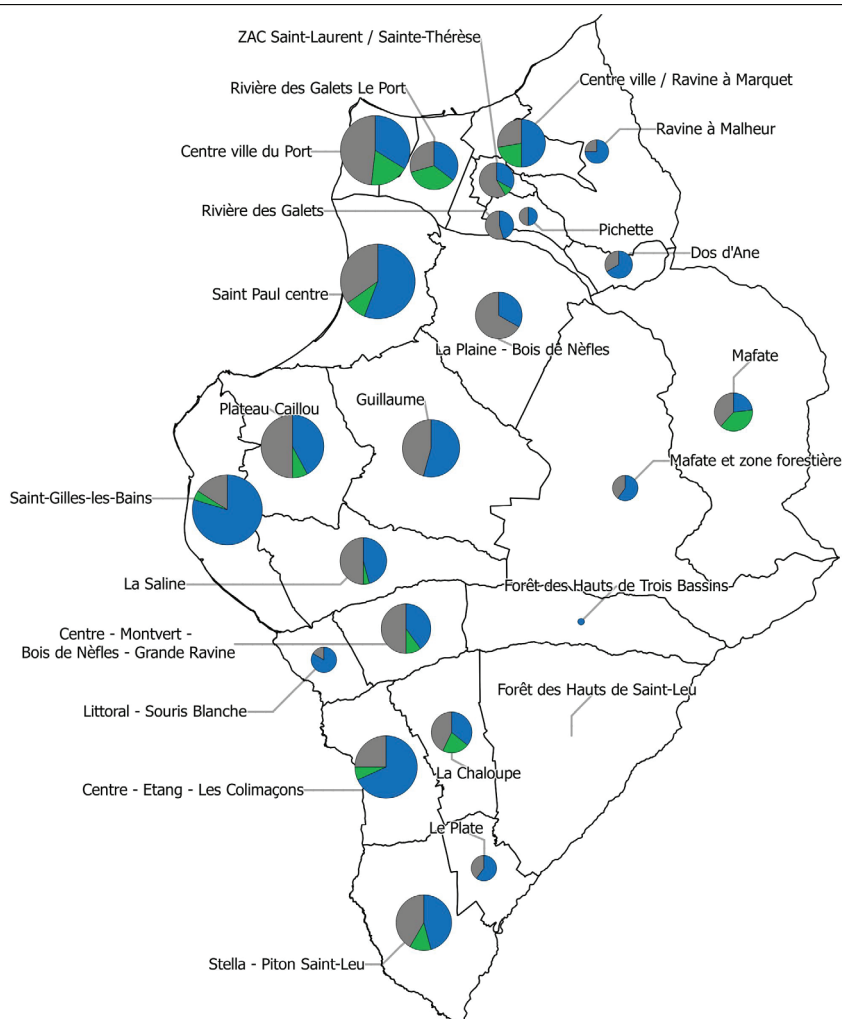 ZAC Saint-Laurent / Sainte-Thérèse
Centre ville / Ravine à Marquet
Rivière des Galets Le Port
Ravine à Malheur
Centre ville du Port
Rivière des Galets
Pichette
Dos d'Ane
Saint Paul centre
La Plaine - Bois de Nèfles
Mafate
Guillaume
Plateau Caillou
Mafate et zone forestière
Saint-Gilles-les-Bains
La Saline
Forêt des Hauts de Trois Bassins
Centre - Montvert -
Bois de Nèfles - Grande Ravine
Forêt des Hauts de Saint-Leu
Littoral - Souris Blanche
La Chaloupe
Centre - Etang - Les Colimaçons
Le Plate
Stella - Piton Saint-Leu